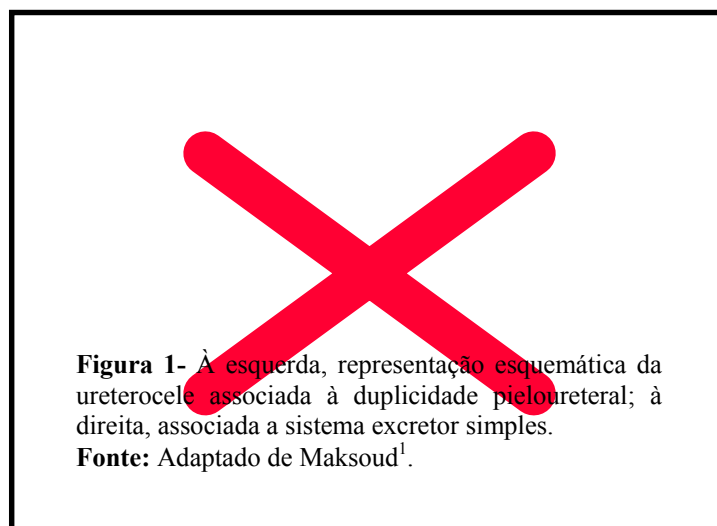 Figura 1- À esquerda, representação esquemática da
ureterocele associada à duplicidade pieloureteral; à
direita, associada a sistema excretor simples.
Fonte: Adaptado de Maksoud¹.